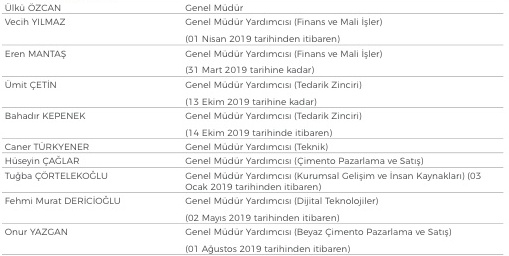 Ülkü ÖZCAN Genel Müdür
Vecih YILMAZ Genel Müdür Yardımcısı (Finans ve Mali İşler)
(01 Nisan 2019 tarihinden itibaren)
Eren MANTAŞ Genel Müdür Yardımcısı (Finans ve Mali İşler)
(31 Mart 2019 tarihine kadar)
Ümit ÇETİN Genel Müdür Yardımcısı (Tedarik Zinciri)
(13 Ekim 2019 tarihine kadar)
Bahadır KEPENEK Genel Müdür Yardımcısı (Tedarik Zinciri)
(14 Ekim 2019 tarihinde itibaren)
Caner TÜRKYENER Genel Müdür Yardımcısı (Teknik)
Hüseyin ÇAĞLAR Genel Müdür Yardımcısı (Çimento Pazarlama ve Satış)
Tuğba ÇÖRTELEKOĞLU Genel Müdür Yardımcısı (Kurumsal Gelişim ve İnsan Kaynakları) (03
Ocak 2019 tarihinden itibaren)
Fehmi Murat DERİCİOĞLU Genel Müdür Yardımcısı (Dijital Teknolojiler)
(02 Mayıs 2019 tarihinden itibaren)
Onur YAZGAN Genel Müdür Yardımcısı (Beyaz Çimento Pazarlama ve Satış)
(01 Ağustos 2019 tarihinden itibaren)